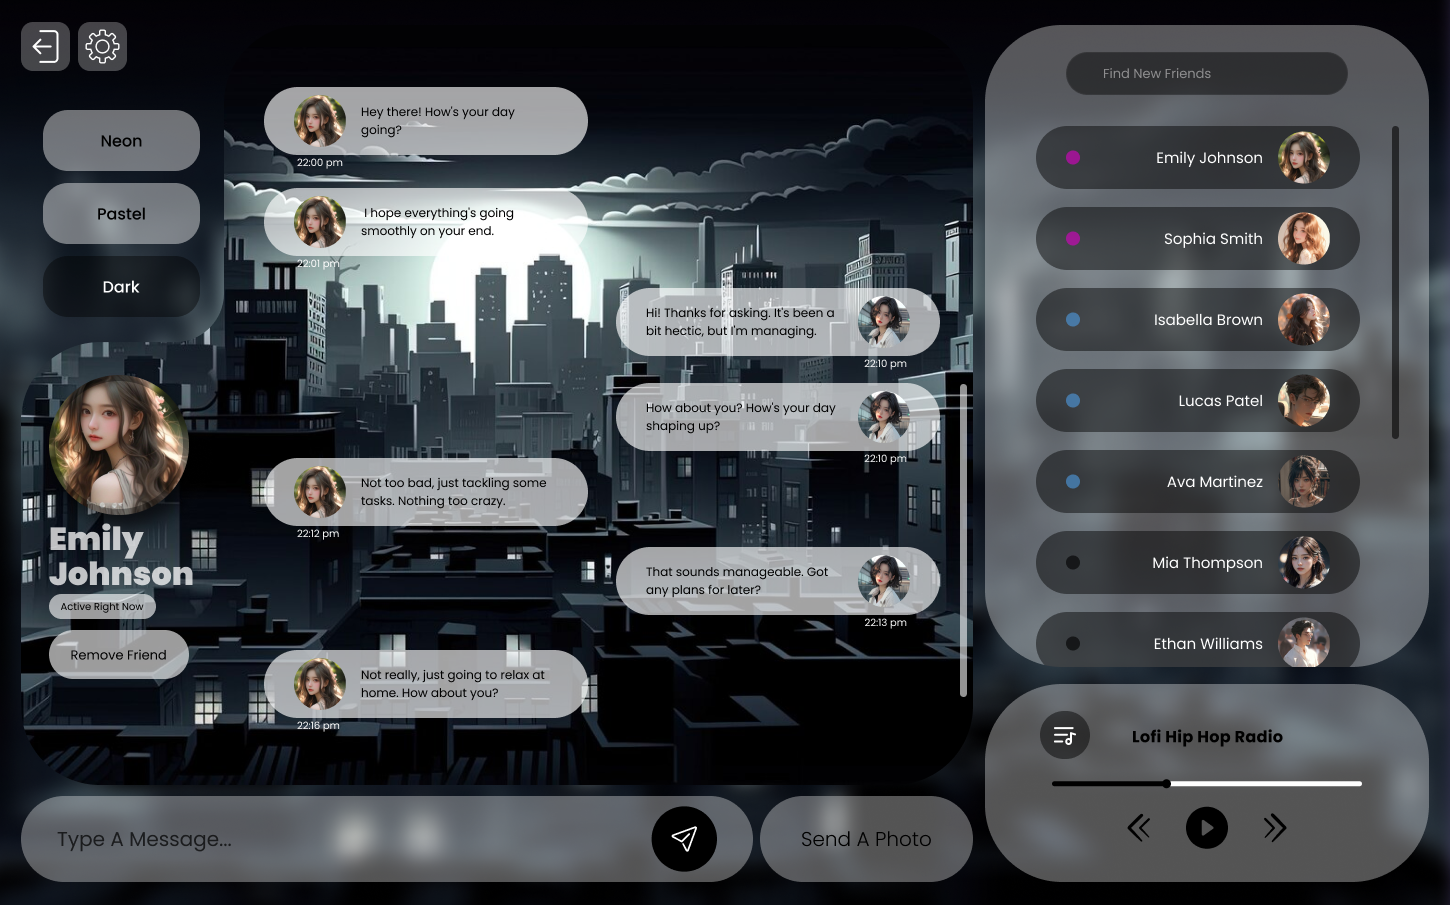 Neon
Pastel
Dark
Emily
Johnson
Active Right Now
Remove Friend
Hey there! How's your day
going?
22:00 pm
I hope everything's going
smoothly on your end.
22:01 pm
Hi! Thanks for asking. It's been a
bit hectic, but I'm managing.
22:10 pm
How about you? How's your day
shaping up?
22:10 pm
Not too bad, just tackling some
tasks. Nothing too crazy.
22:12 pm
That sounds manageable. Got
any plans for later?
22:13 pm
Not really, just going to relax at
home. How about you?
22:16 pm
Type A Message...
Send A Photo
Find New Friends
Emily Johnson
Sophia Smith
Isabella Brown
Lucas Patel
Ava Martinez
Mia Thompson
Ethan Williams
Lofi Hip Hop Radio